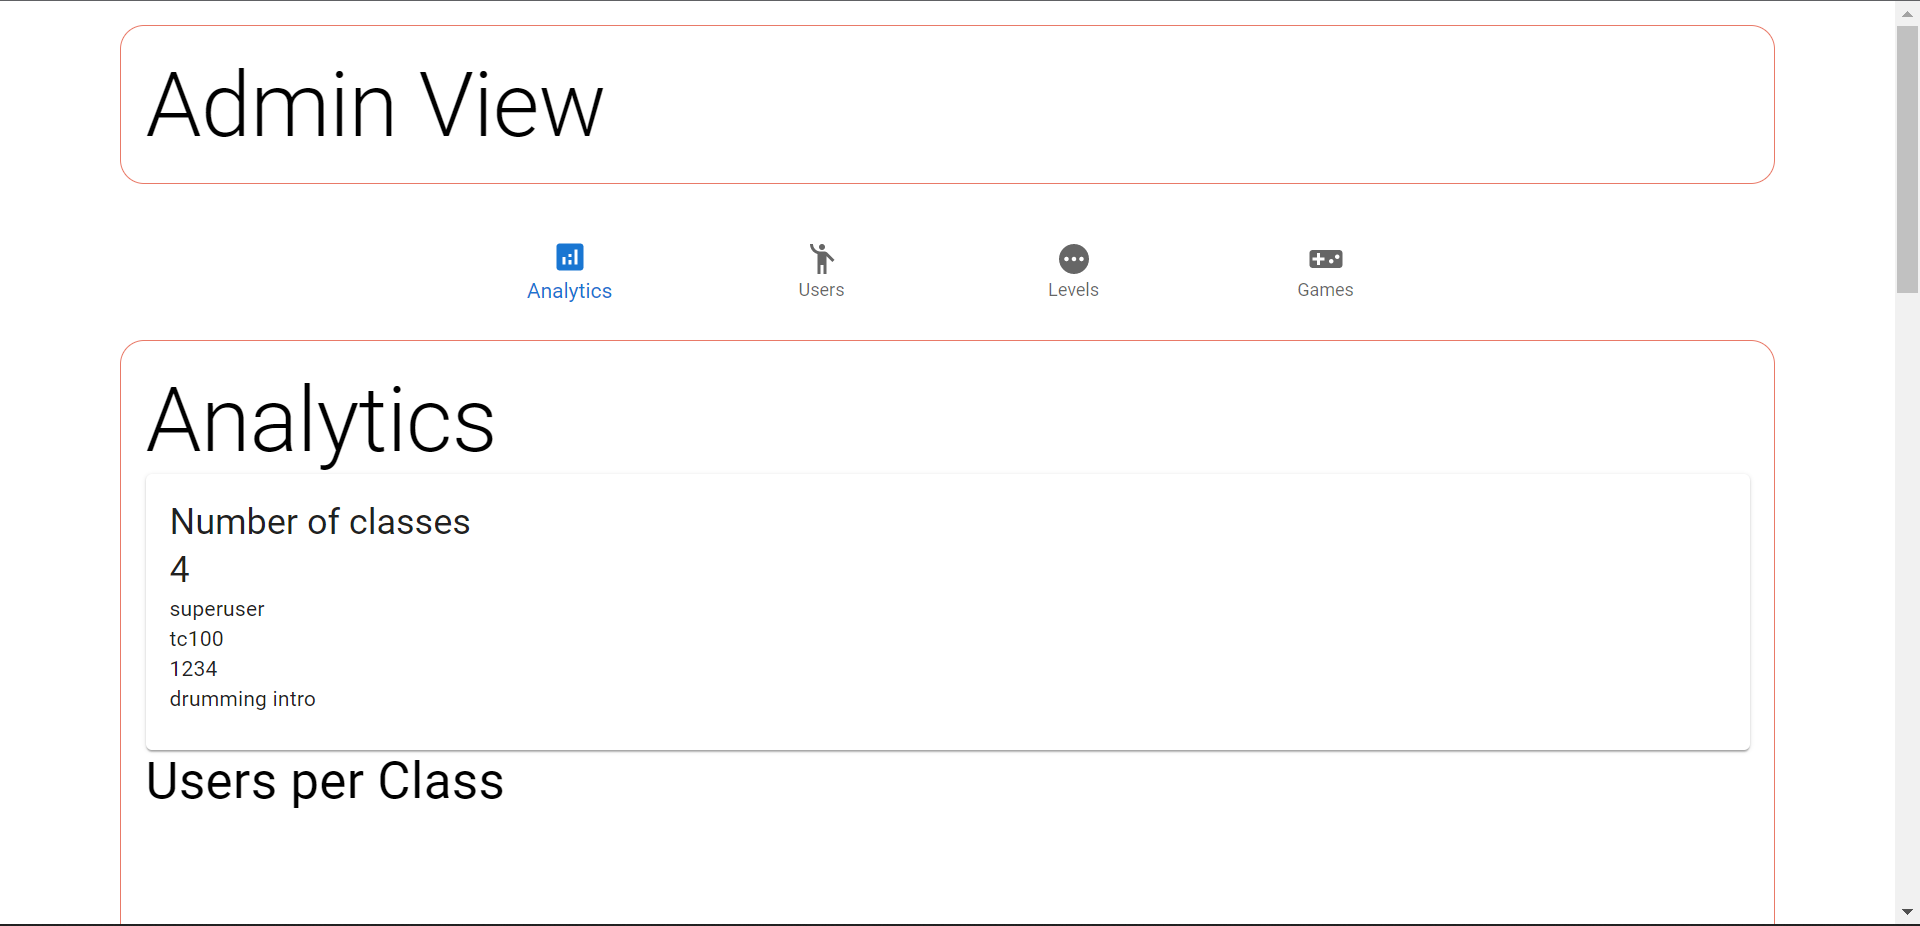 Admin View
Analytics
Users
Levels
Games
Analytics
Number of classes
4
superuser
tc100
1234
drumming intro
Users per Class